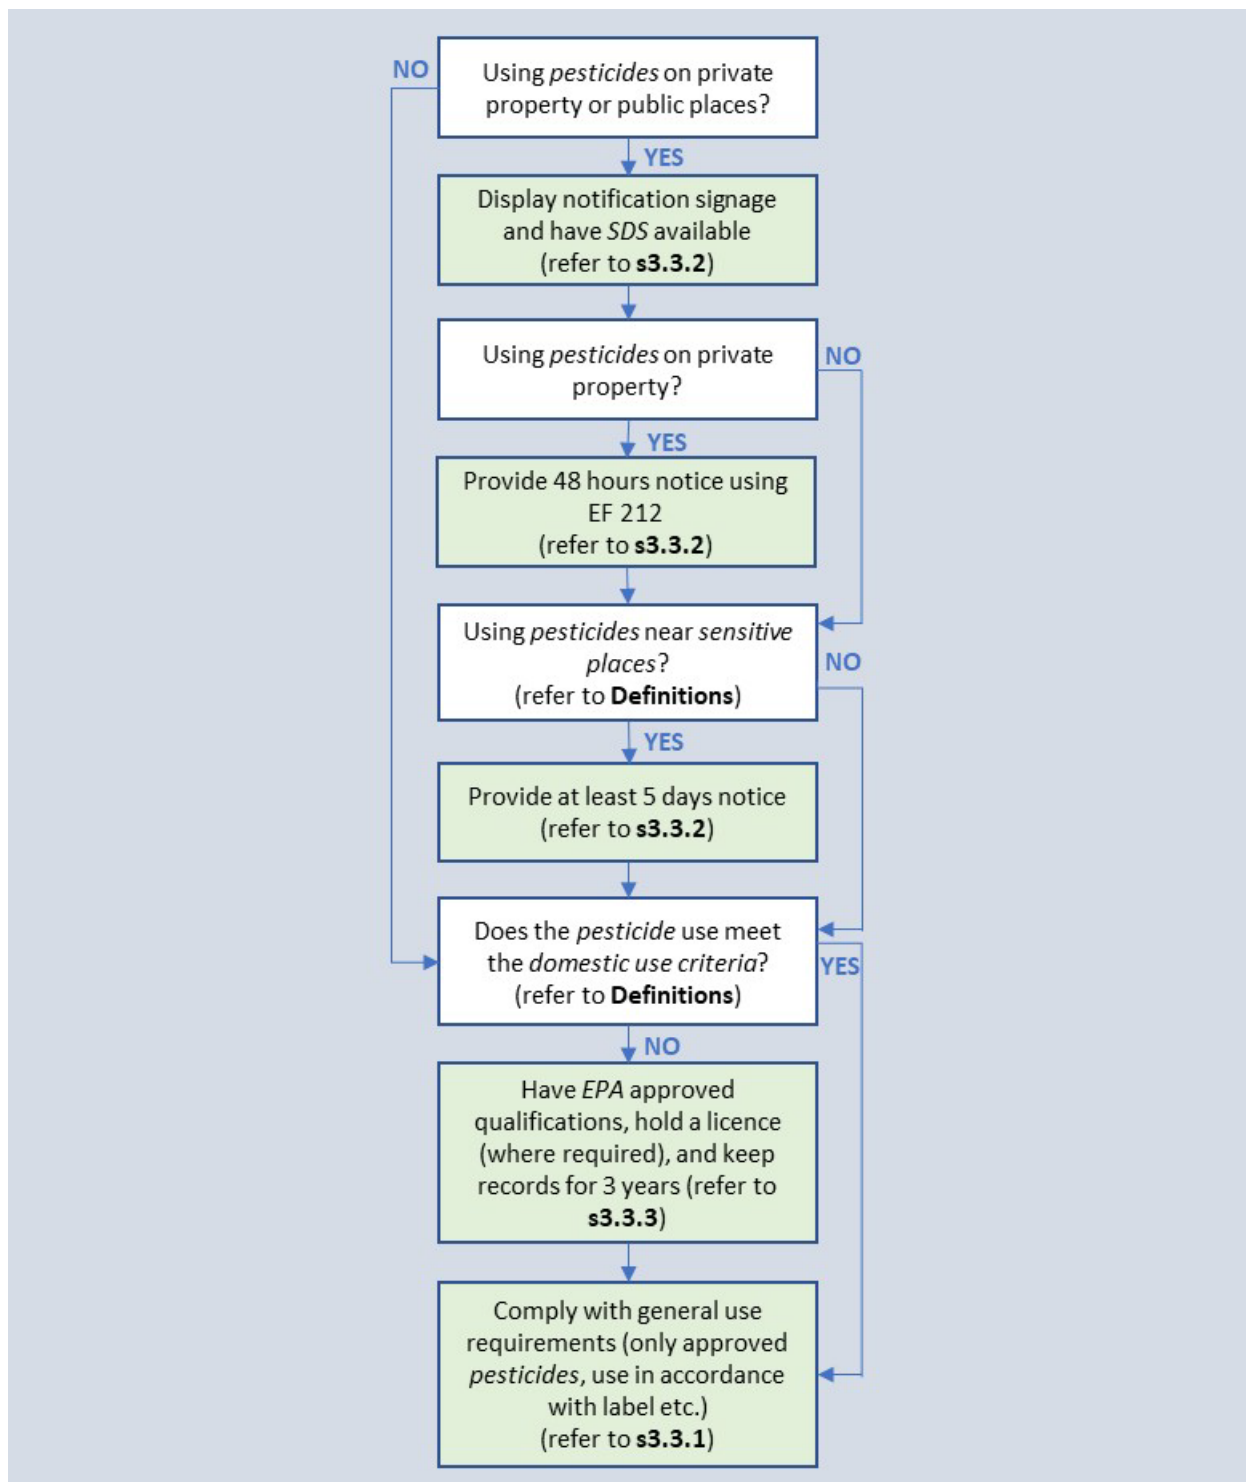 NO
Using pesticides on private
property or public places?
YES
Display notification signage
and have SDS available
(refer to s3.3.2)
Using pesticides on private
property?
NO
YES
Provide 48 hours notice using
EF 212
(refer to s3.3.2)
Using pesticides near sensitive
places?
(refer to Definitions)
NO
YES
Provide at least 5 days notice
(refer to s3.3.2)
Does the pesticide use meet
the domestic use criteria?
(refer to Definitions)
YES
NO
Have EPA approved
qualifications, hold a licence
(where required), and keep
records for 3 years (refer to
s3.3.3)
Comply with general use
requirements (only approved
pesticides, use in accordance
with label etc.)
(refer to s3.3.1)